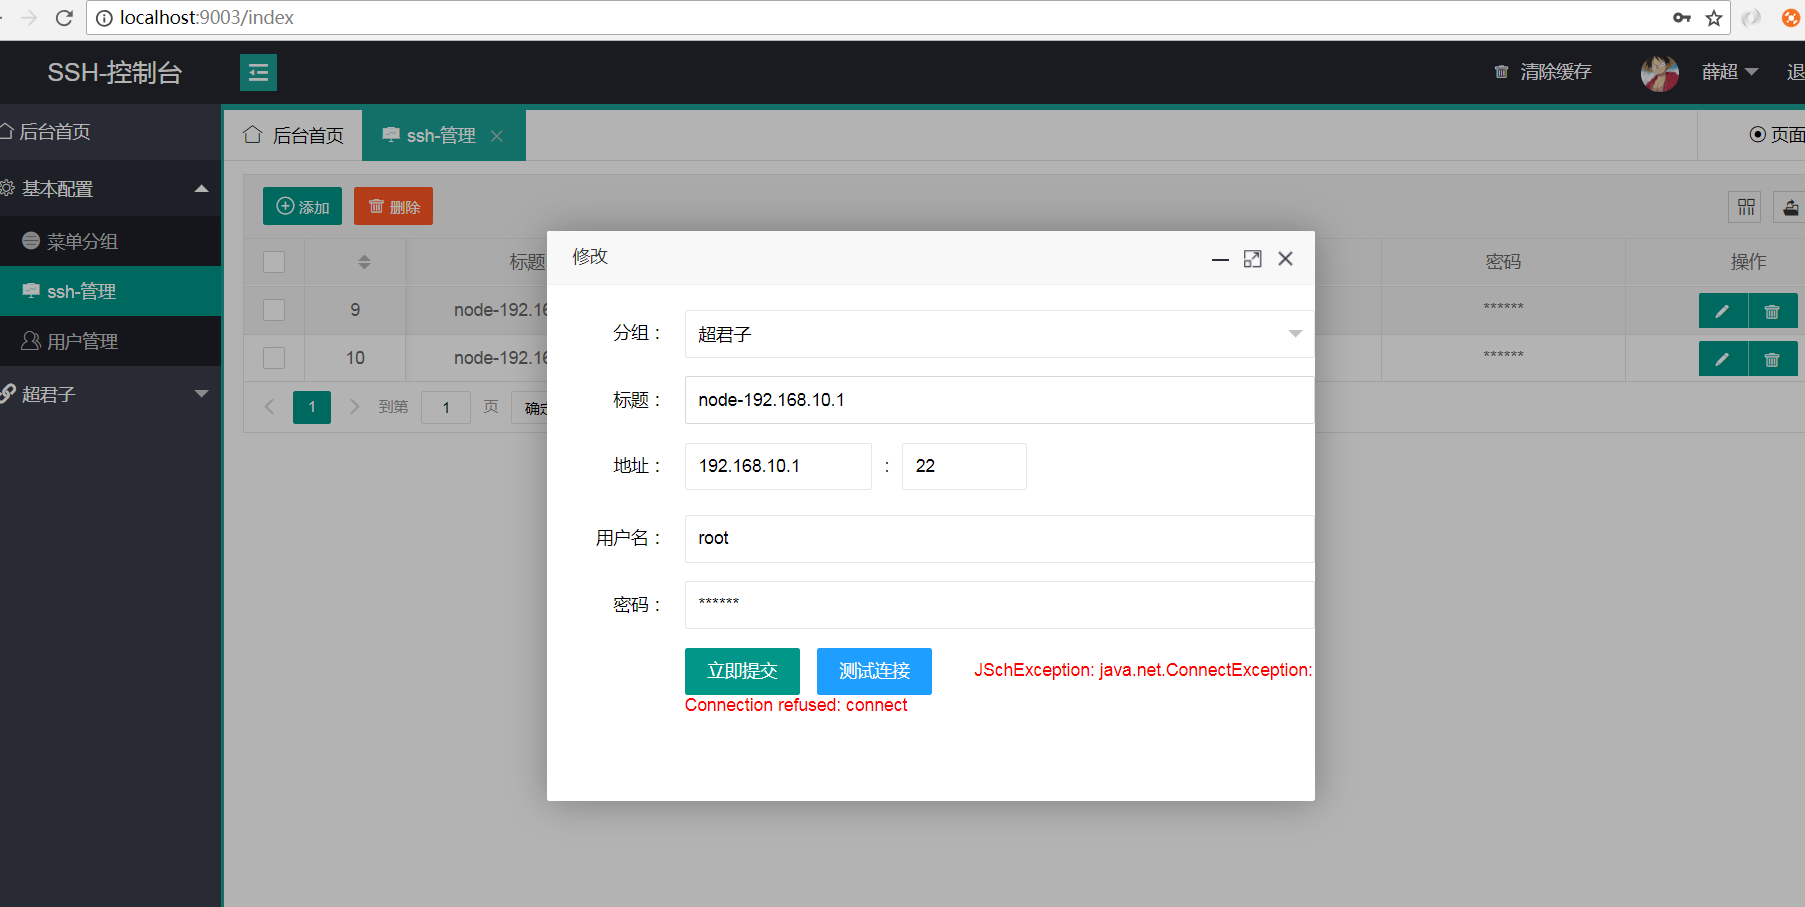 localhost:9003/index
SSH-控制台
清除缓存
薛超
退
后台首页
基本配置
菜单分组
ssh-管理
用户管理
超君子
后台首页
ssh-管理
页面
添加
删除
标题
密码
操作
9
node-192.16
******
10
node-192.16
******
1
到第
1
页
确定
修改
分组：
超君子
标题：
node-192.168.10.1
地址：
192.168.10.1
:
22
用户名：
root
密码：
******
立即提交
测试连接
JSchException: java.net.ConnectException:
Connection refused: connect